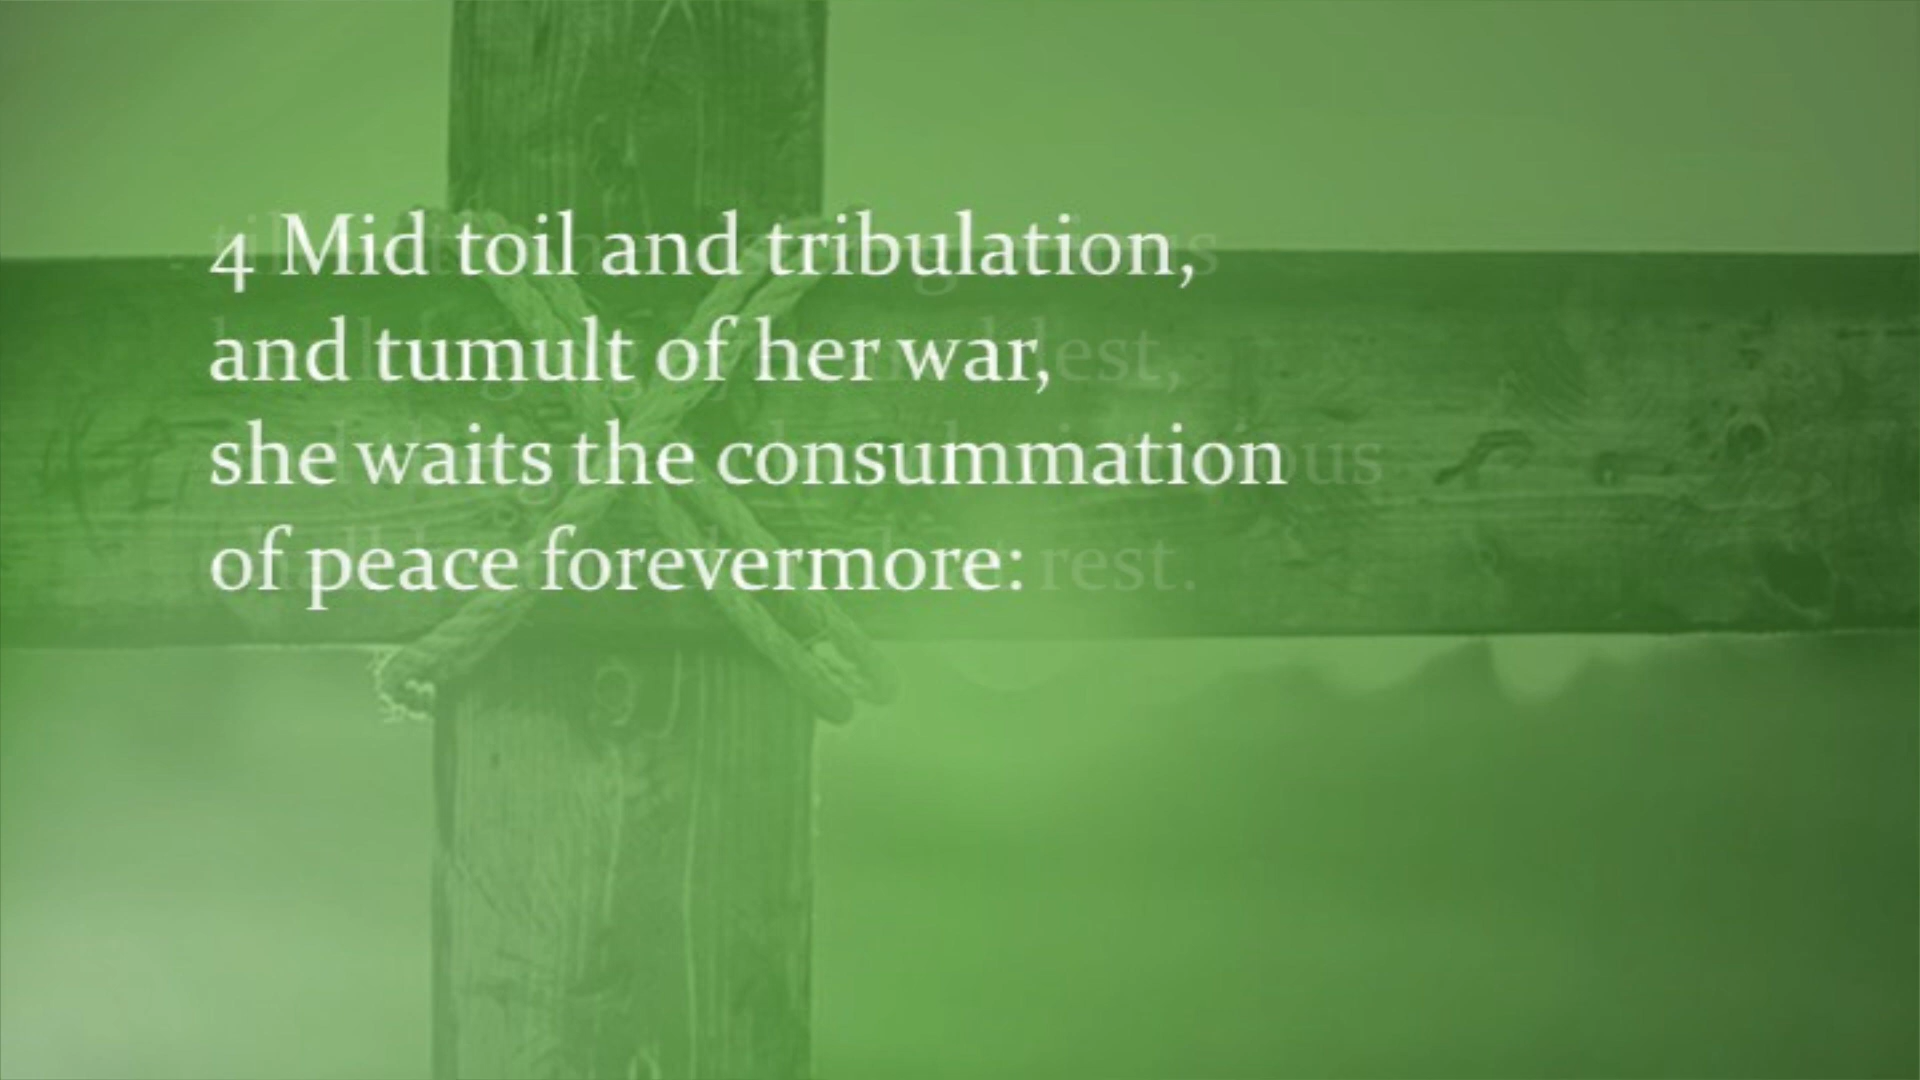 4 Mid toil and tribulation,
and tumult of her war,
she waits the consummation
of peace forevermore: